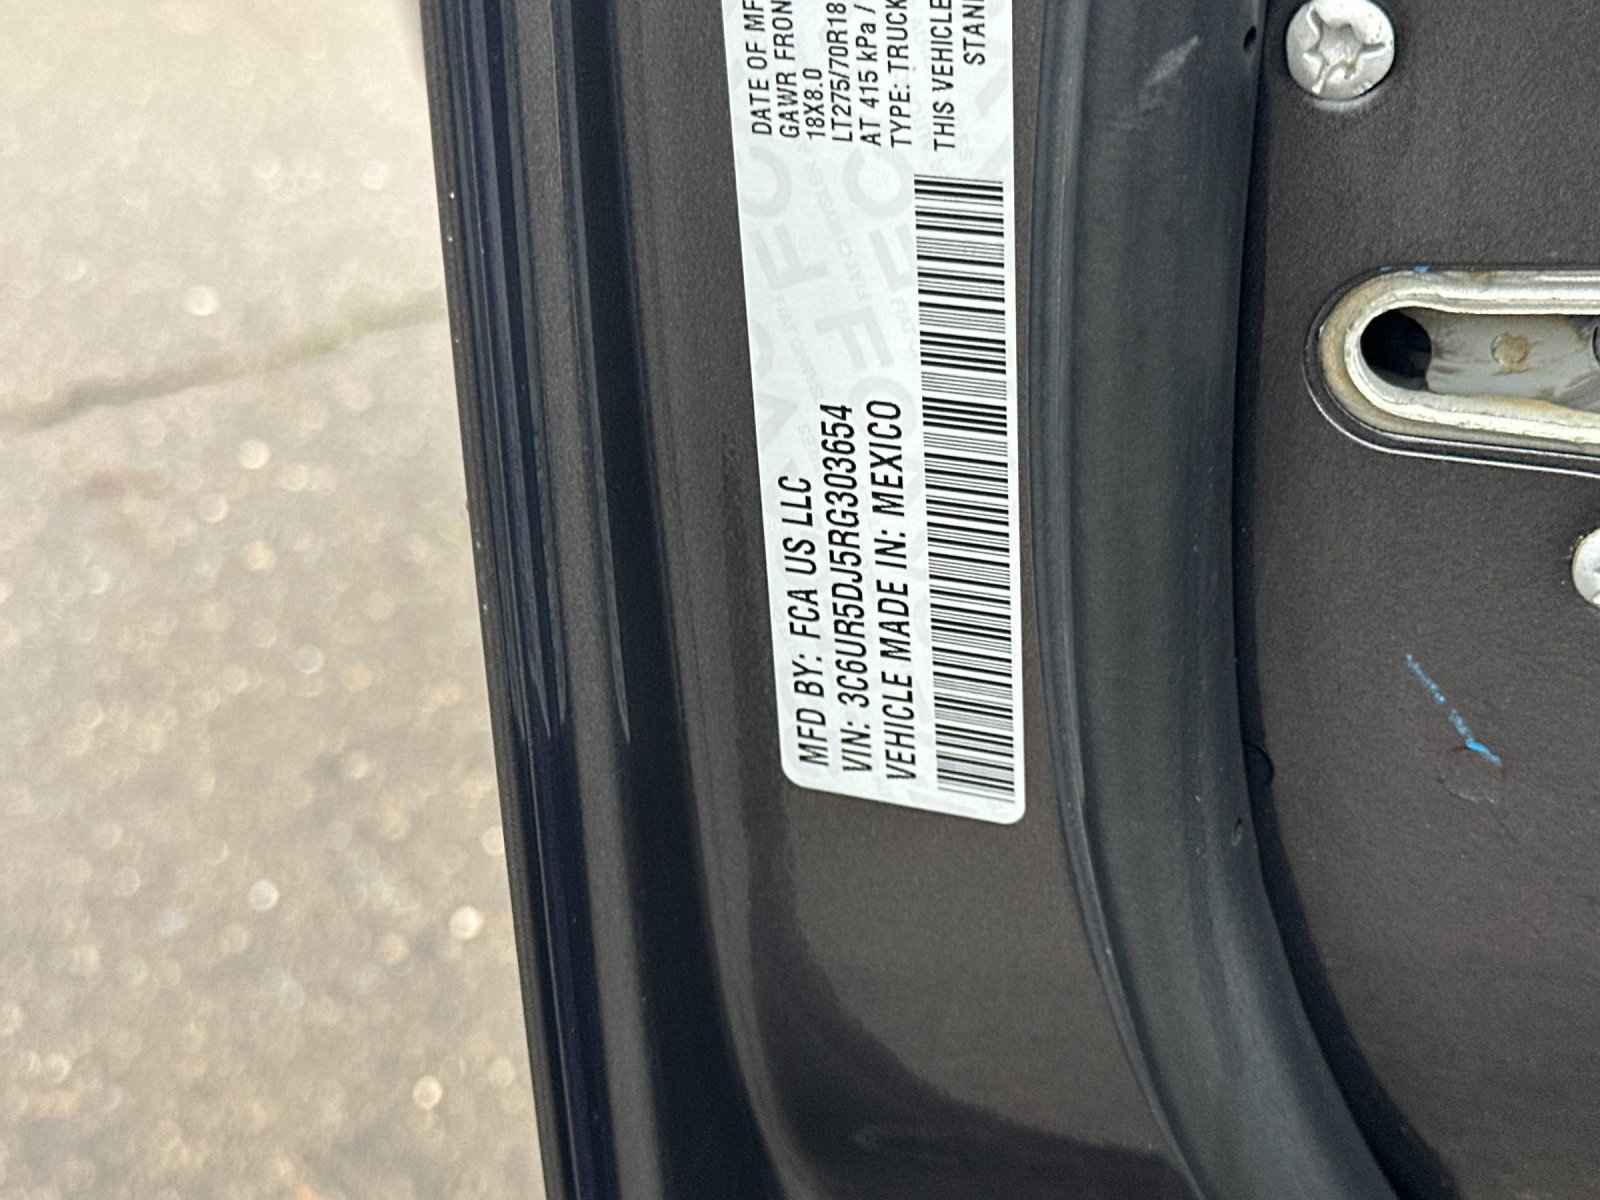 MFD BY: FCA US LLC
VIN: 3C6UR5DJ5RG303654
VEHICLE MADE IN: MEXICO
DATE OF MF
GAWR FRON
18X8.0
LT275/70R18
AT 415 kPa /
TYPE: TRUCK
THIS VEHICLE
STAN